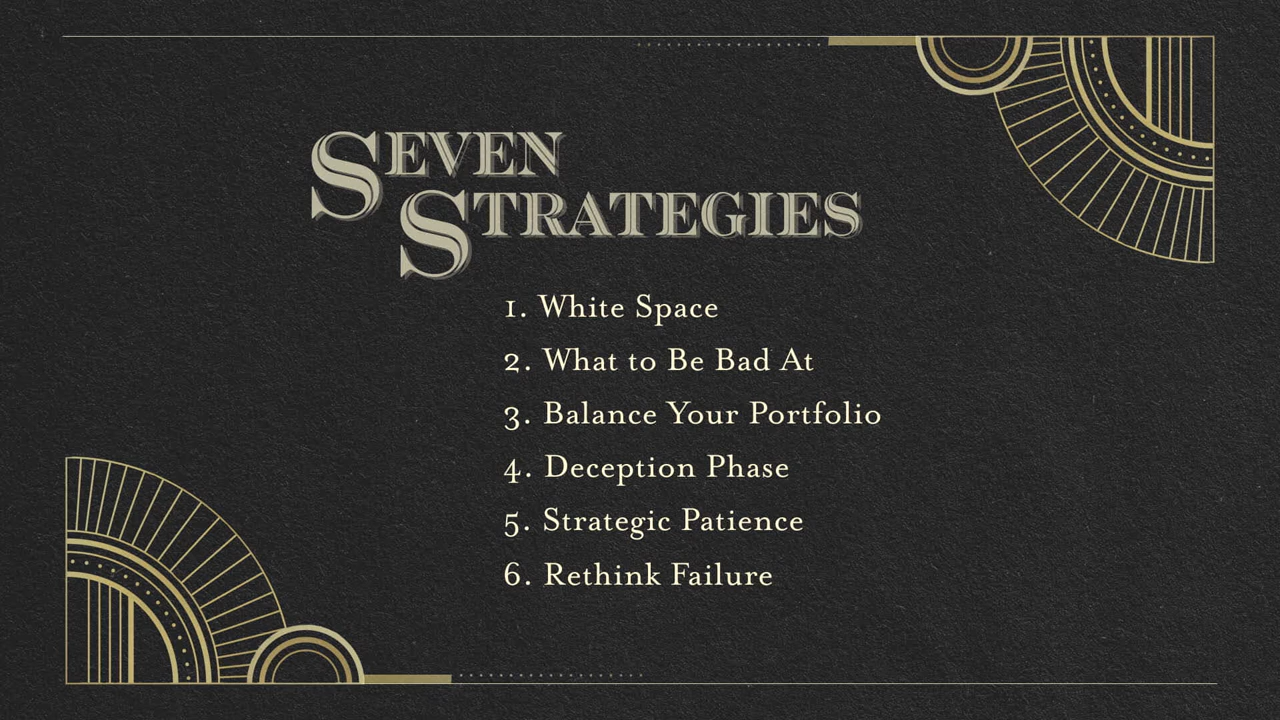 Seven
Strategies
1. White Space
2. What to Be Bad At
3. Balance Your Portfolio
4. Deception Phase
5. Strategic Patience
6. Rethink Failure